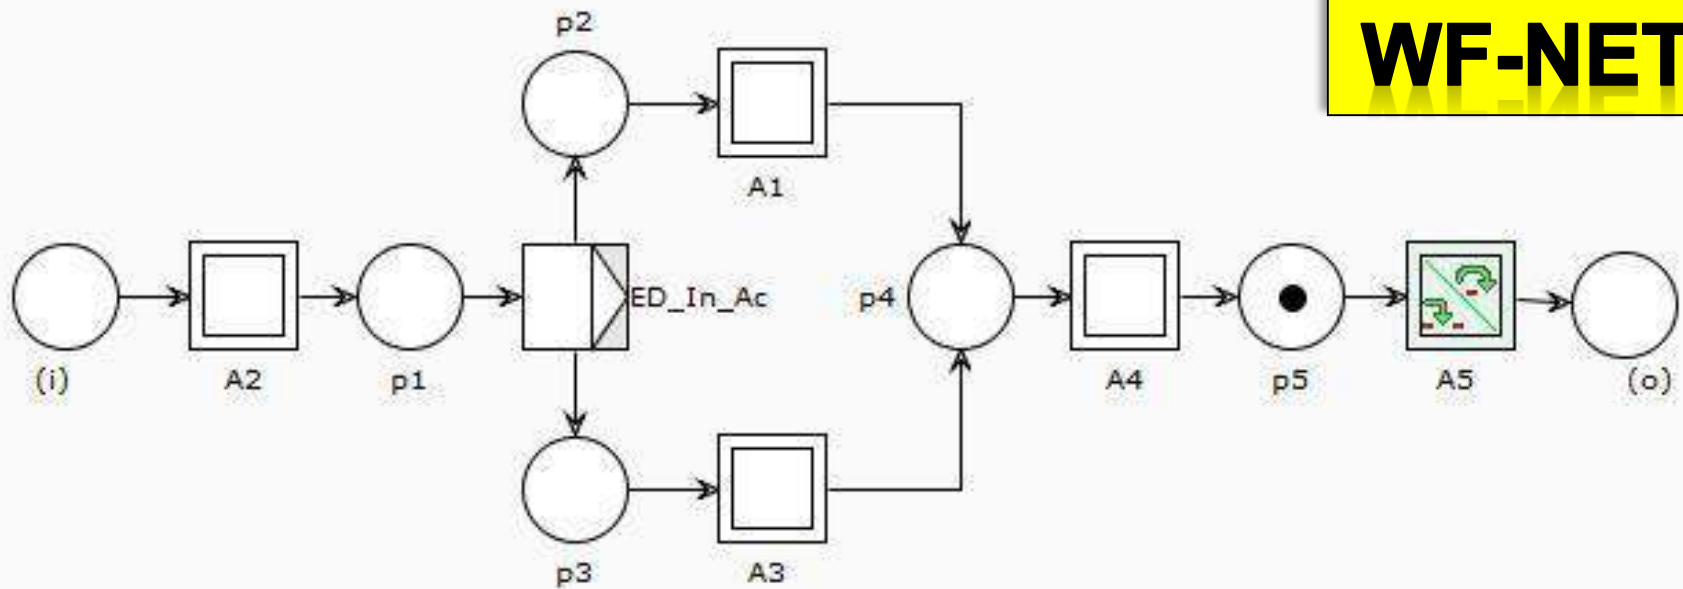 WF-NET
p2
A1
ED_In_Ac
p4
(i)
A2
p1
A4
p5
A5
(o)
p3
A3